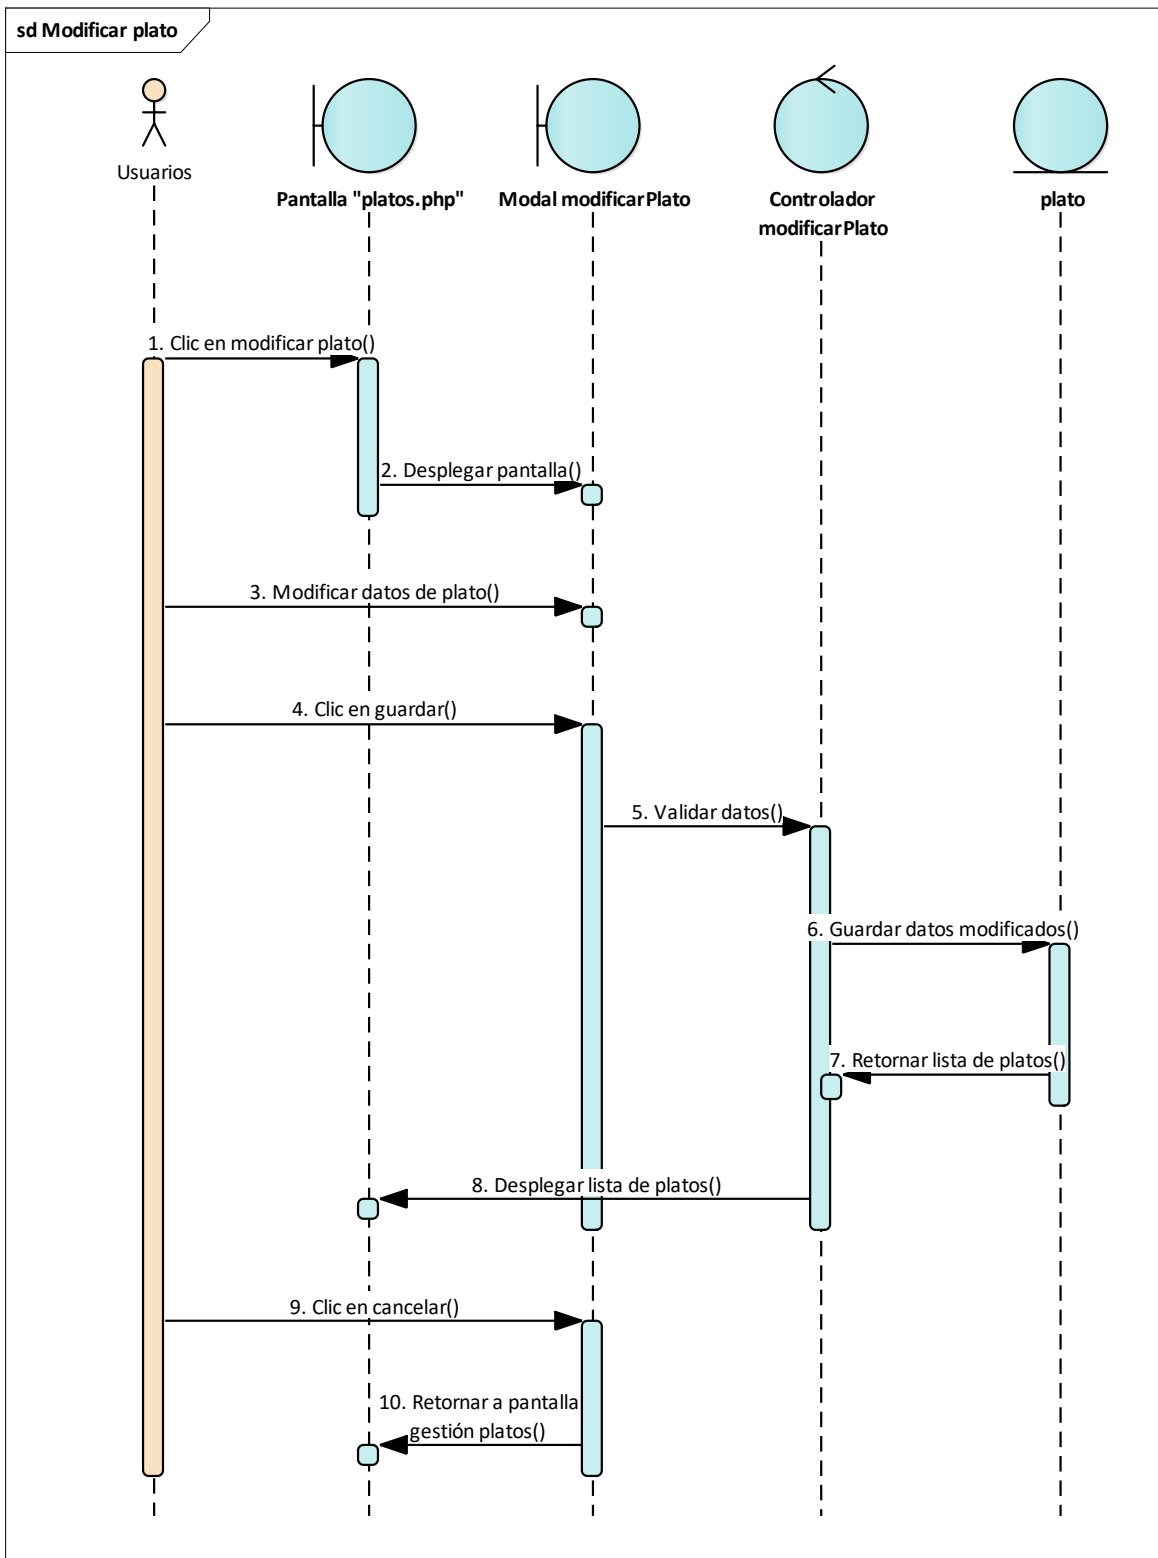 sd Modificar plato
Usuarios
Pantalla "platos.php"
Modal modificarPlato
Controlador
modificarPlato
plato
1. Clic en modificar plato()
2. Desplegar pantalla()
3. Modificar datos de plato()
4. Clic en guardar()
5. Validar datos()
6. Guardar datos modificados()
7. Retornar lista de platos()
8. Desplegar lista de platos()
9. Clic en cancelar()
10. Retornar a pantalla
gestión platos()